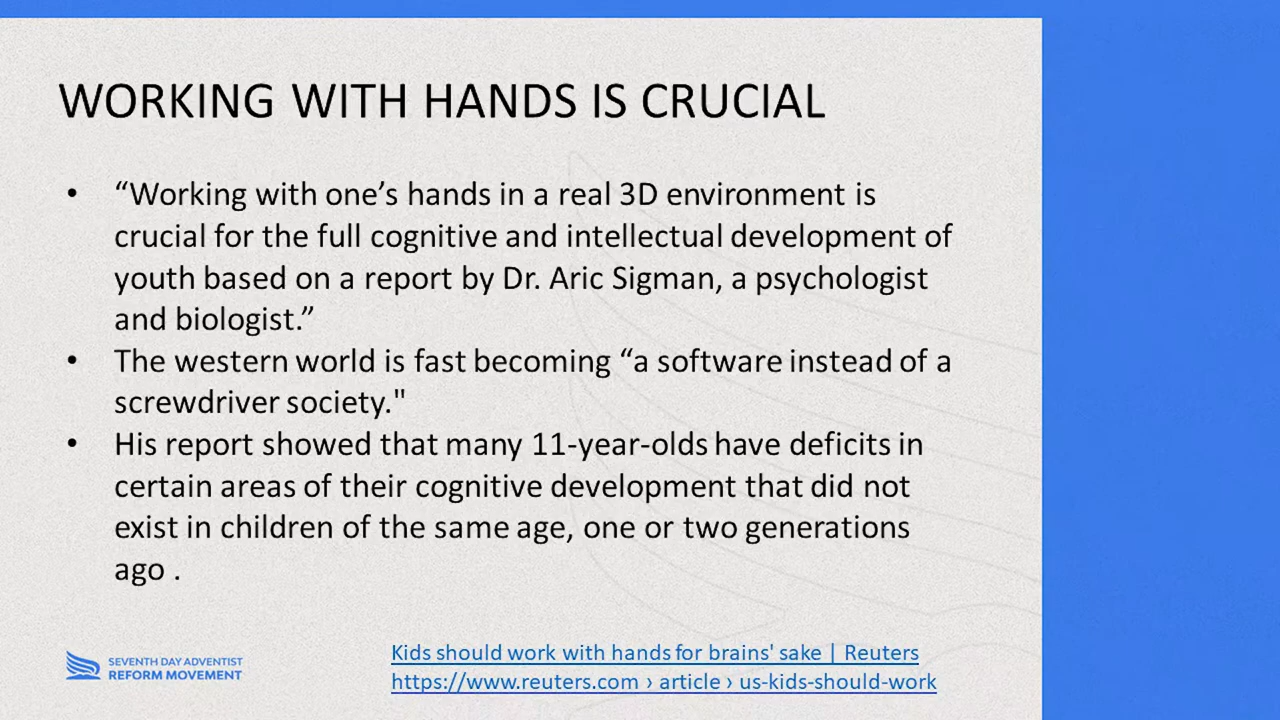 WORKING WITH HANDS IS CRUCIAL
• “Working with one’s hands in a real 3D environment is
crucial for the full cognitive and intellectual development of
youth based on a report by Dr. Aric Sigman, a psychologist
and biologist.”
• The western world is fast becoming “a software instead of a
screwdriver society."
• His report showed that many 11-year-olds have deficits in
certain areas of their cognitive development that did not
exist in children of the same age, one or two generations
ago .
Kids should work with hands for brains' sake | Reuters
https://www.reuters.com › article › us-kids-should-work
SEVENTH DAY ADVENTIST
REFORM MOVEMENT